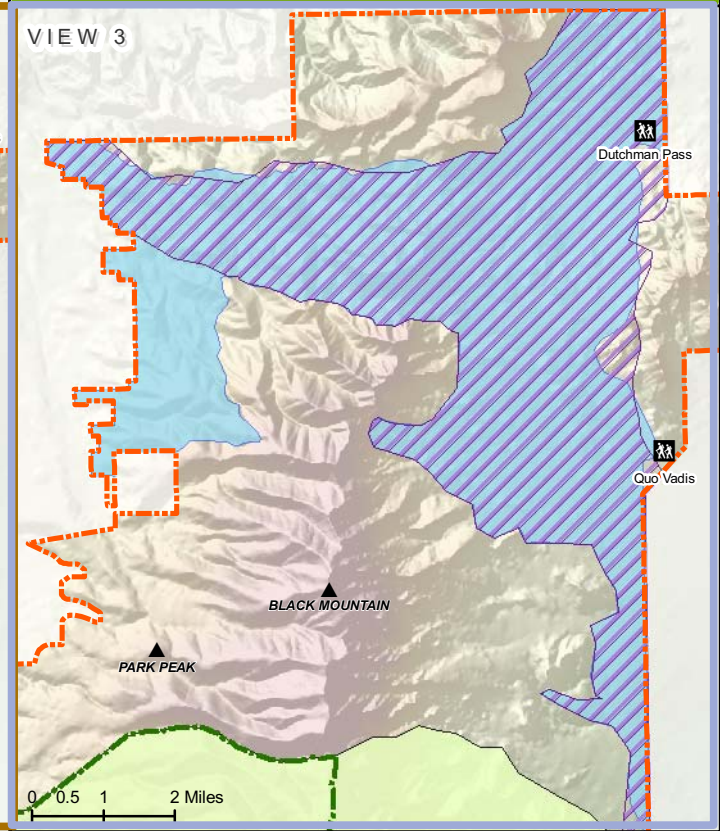 VIEW 3
Dutchman Pass
Quo Vadis
BLACK MOUNTAIN
PARK PEAK
0 0.5 1 2 Miles